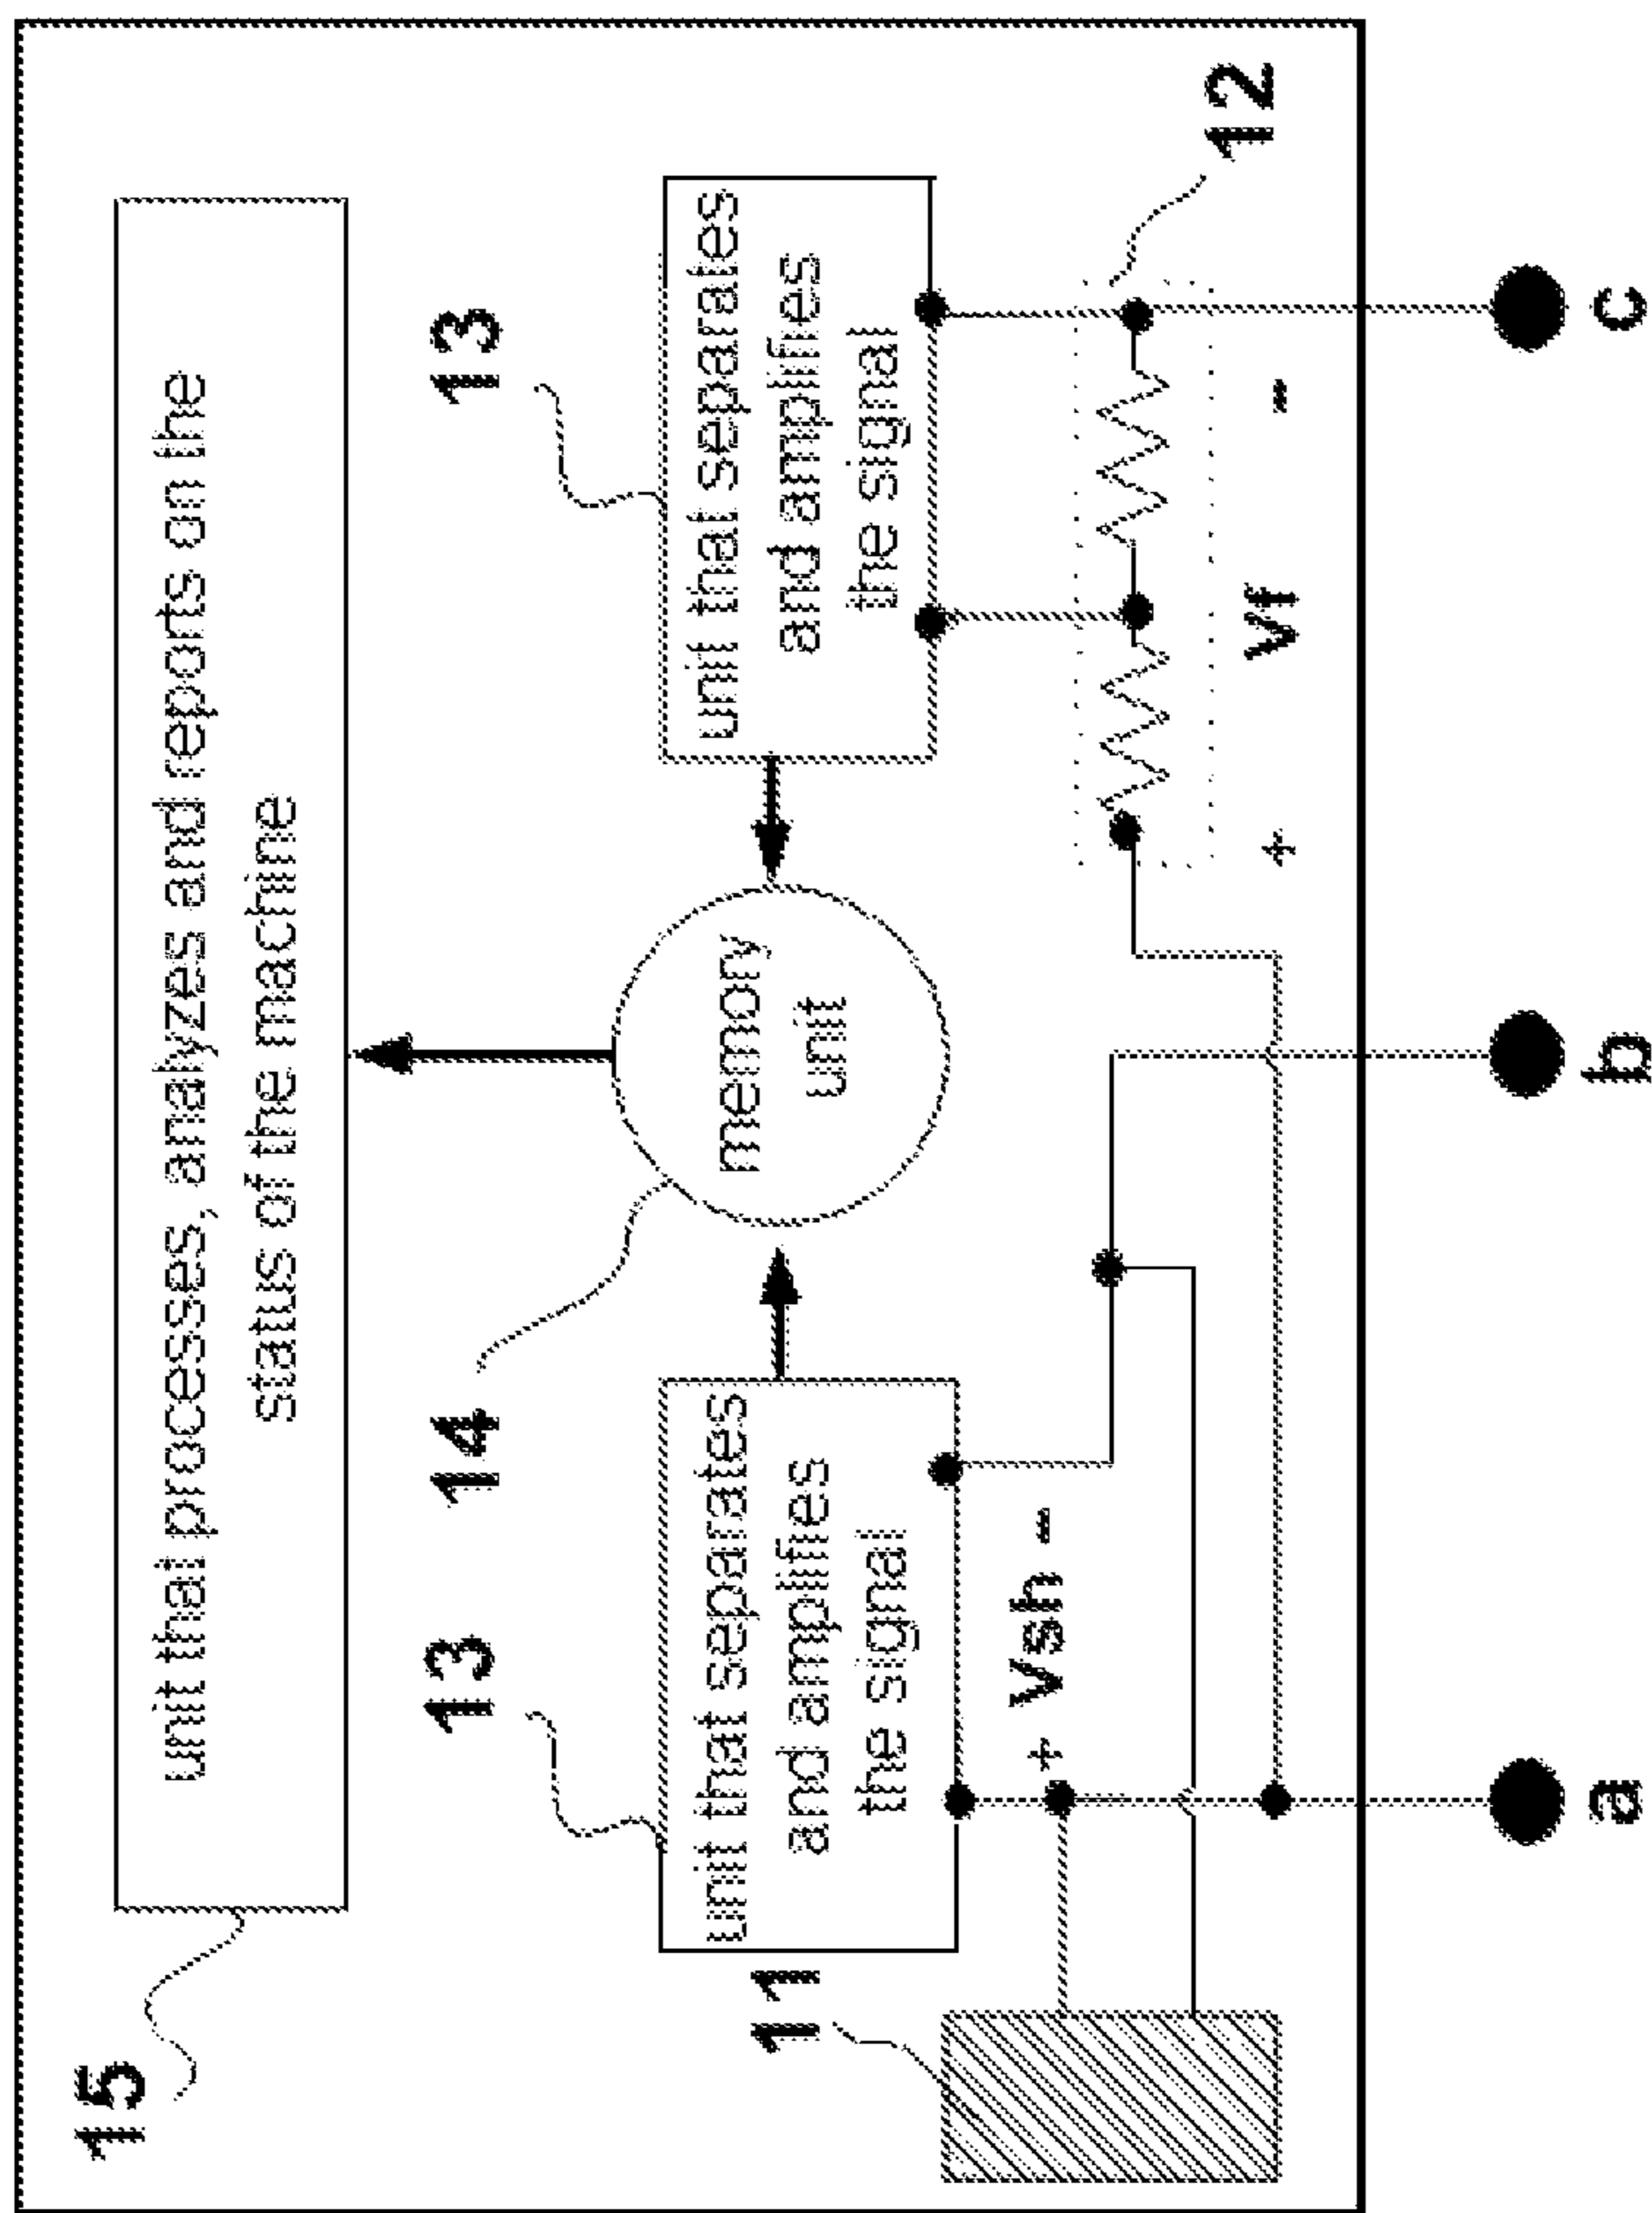 15
unit that processes, analyzes and stopedots on the
status of the machine
13
14
13
11
unit that separates
and amplifies
the signal
memory
unit
unit that separates
and amplifies
the signal
+ Vsh -
12
+ Vf -
a
b
c